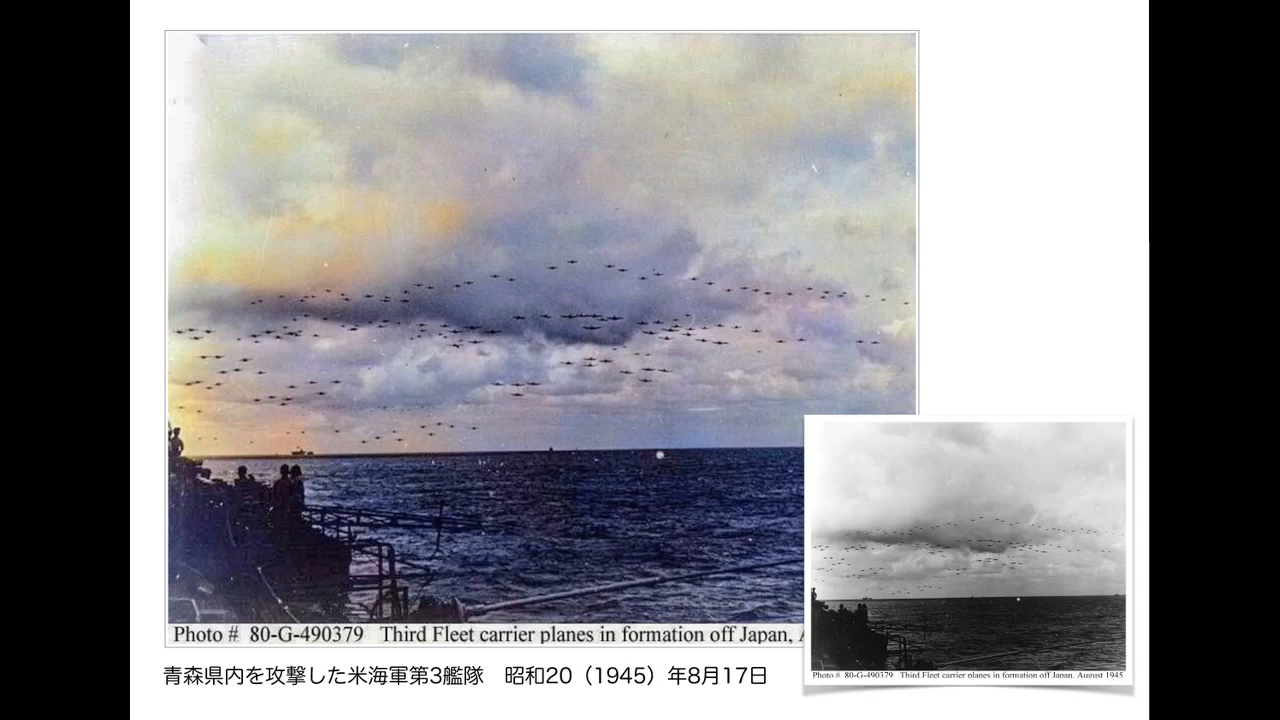 Photo # 80-G-490379 Third Fleet carrier planes in formation off Japan,
青森県内を攻撃した米海軍第3艦隊　昭和20（1945）年8月17日
Photo # 80-G-490379 Third Fleet carrier planes in formation off Japan, August 1945